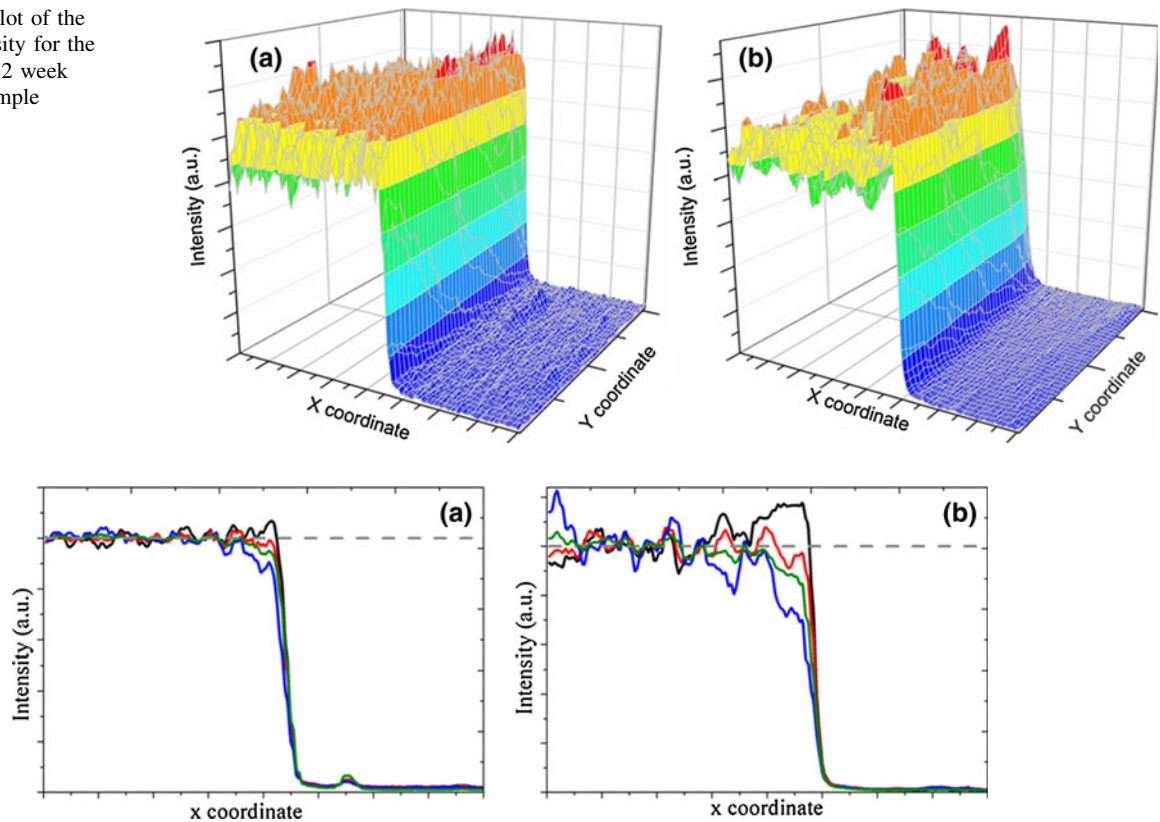 lot of the
sity for the
2 week
mple
(a)
Intensity (a.u.)
X coordinate
Y coordinate
(b)
Intensity (a.u.)
X coordinate
Y coordinate
(a)
Intensity (a.u.)
x coordinate
(b)
Intensity (a.u.)
x coordinate